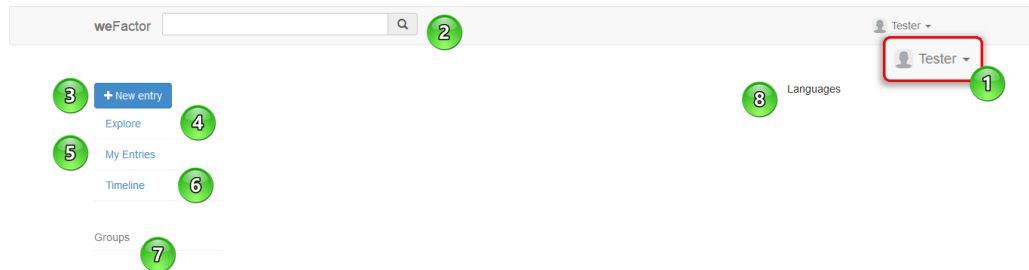 weFactor 2 Tester
Tester
1
3 + New entry 8 Languages
Explore 4
5 My Entries
Timeline 6
Groups
7